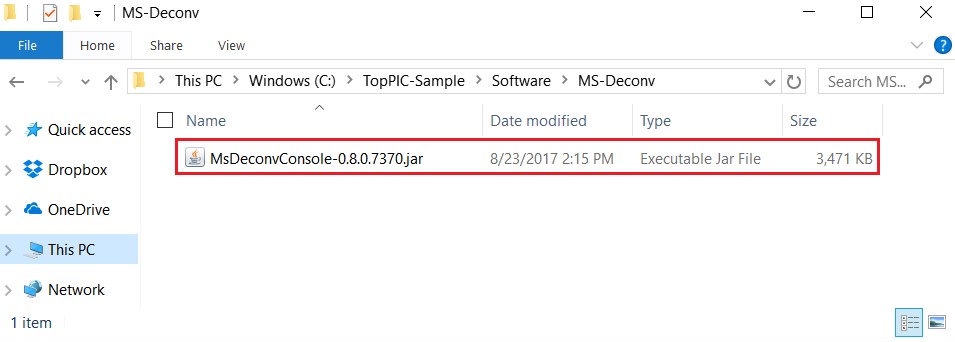 MS-Deconv
File Home Share View
This PC Windows (C:) TopPIC-Sample Software MS-Deconv Search MS...
Name Date modified Type Size
Quick access
MsDeconvConsole-0.8.0.7370.jar 8/23/2017 2:15 PM Executable Jar File 3,471 KB
Dropbox
OneDrive
This PC
Network
1 item